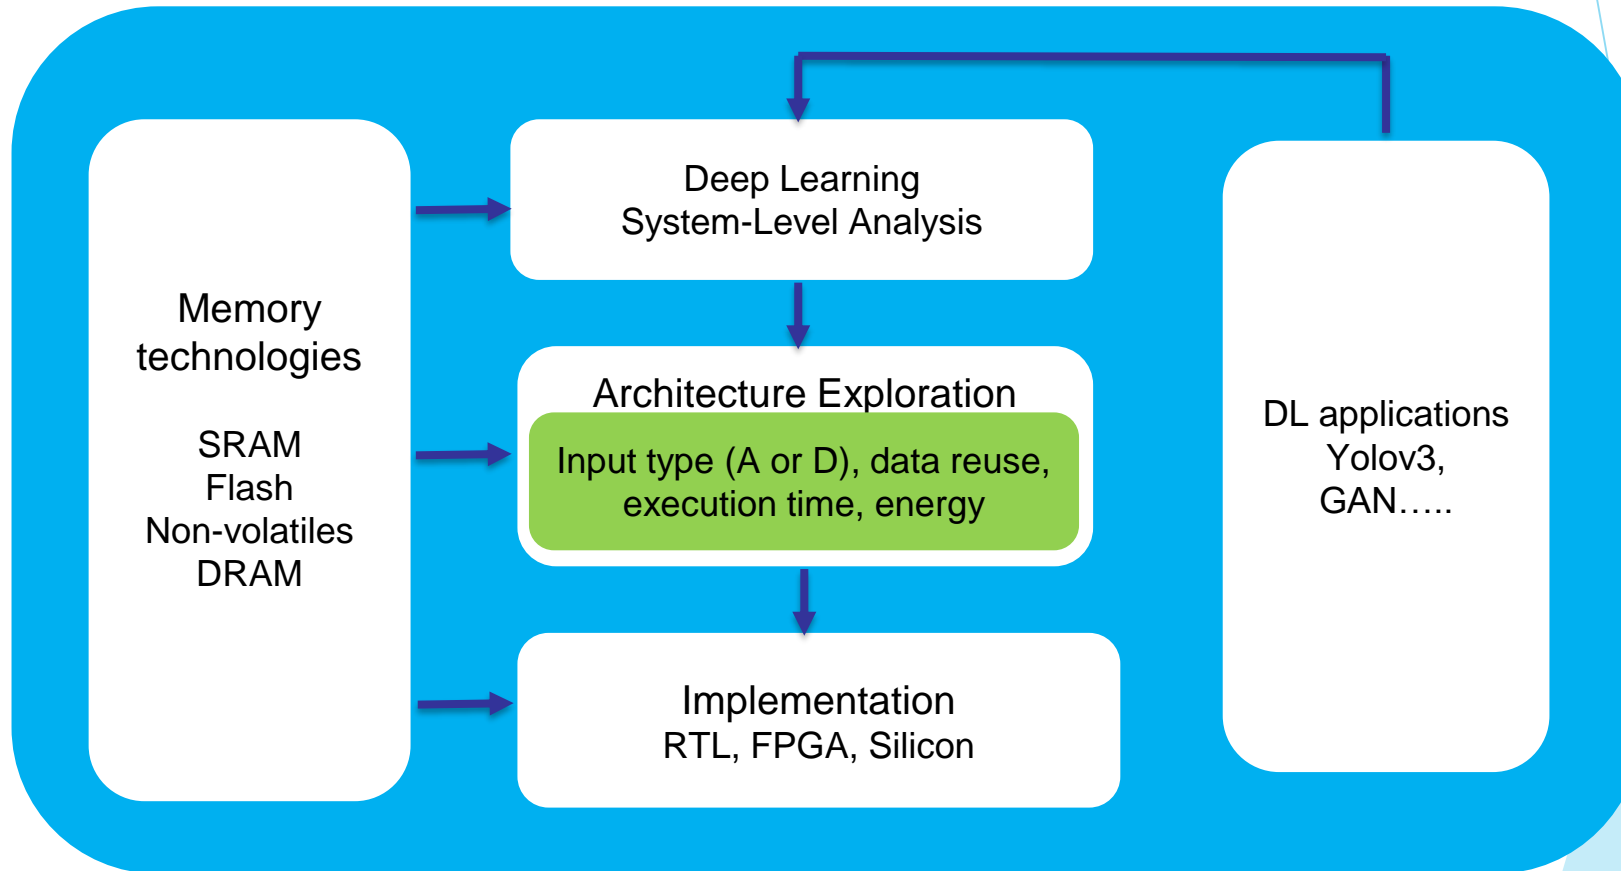 Memory
technologies
SRAM
Flash
Non-volatiles
DRAM
Deep Learning
System-Level Analysis
Architecture Exploration
Input type (A or D), data reuse,
execution time, energy
Implementation
RTL, FPGA, Silicon
DL applications
Yolov3,
GAN…..